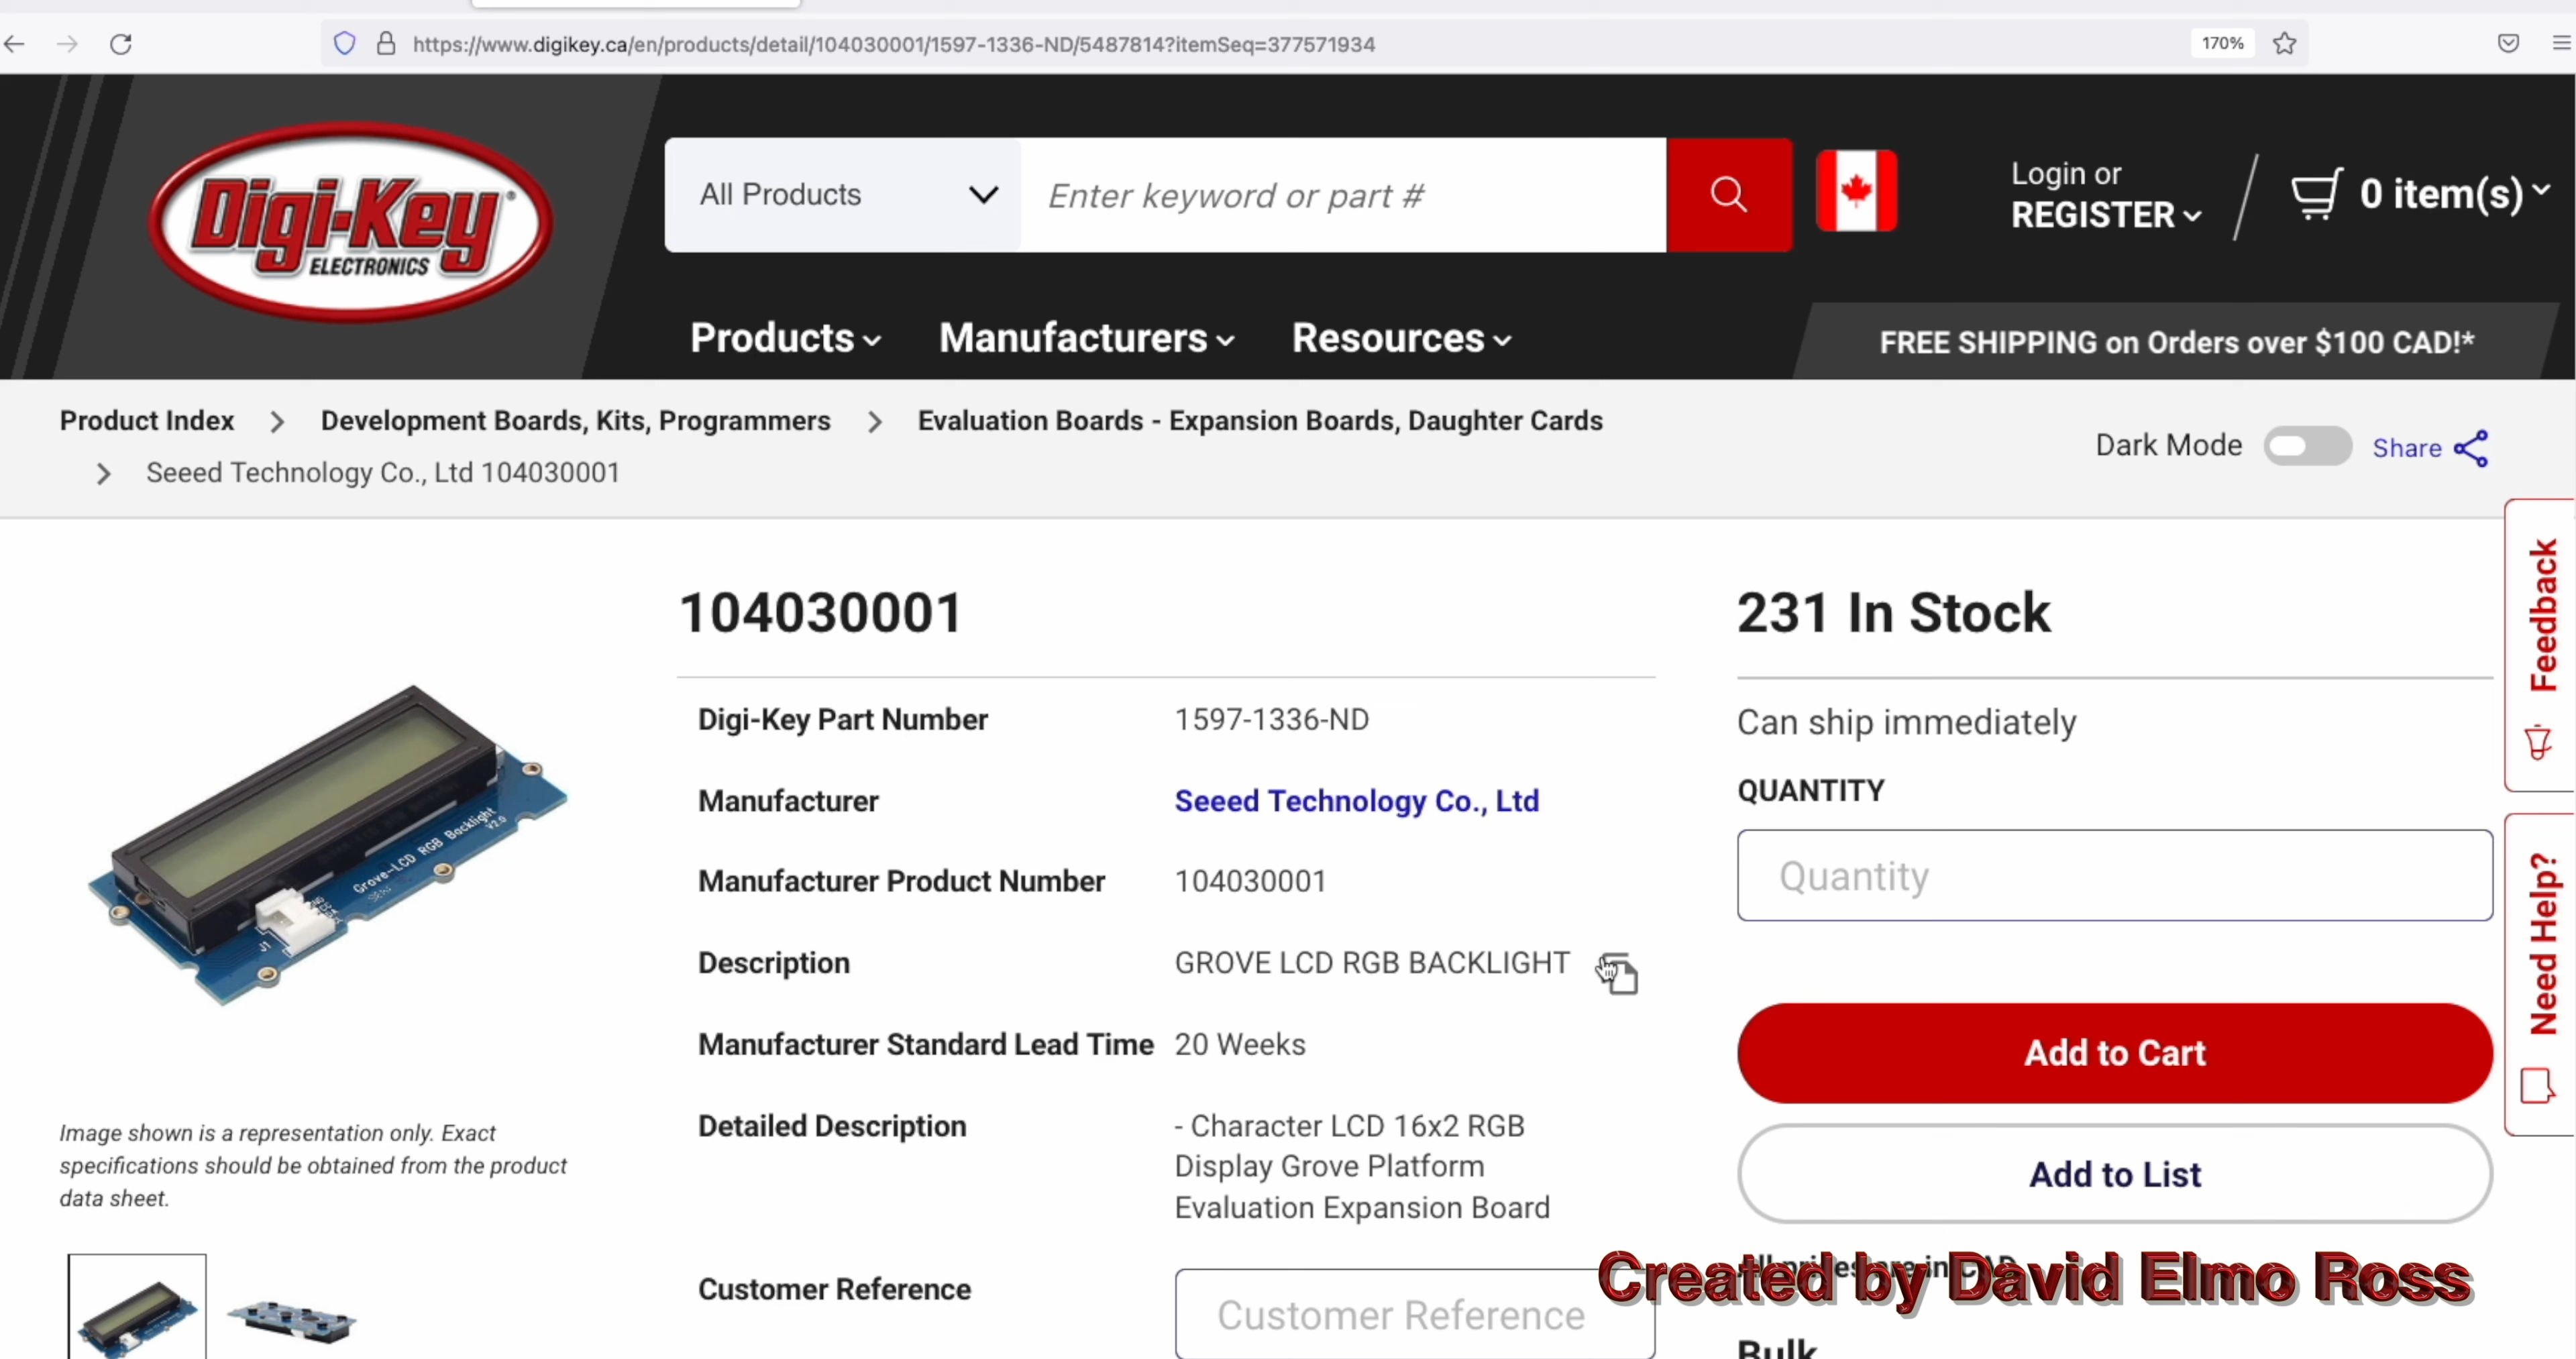 https://www.digikey.ca/en/products/detail/104030001/1597-1336-ND/5487814?itemSeq=377571934
170%
Digi-Key
ELECTRONICS
All Products
Enter keyword or part #
Login or
REGISTER
0 item(s)
Products
Manufacturers
Resources
FREE SHIPPING on Orders over $100 CAD!*
Product Index > Development Boards, Kits, Programmers > Evaluation Boards - Expansion Boards, Daughter Cards
> Seeed Technology Co., Ltd 104030001
Dark Mode
Share
Feedback
Need Help?
Grove-LCD RGB Backlight
V2.0
J1
Image shown is a representation only. Exact
specifications should be obtained from the product
data sheet.
104030001
Digi-Key Part Number 1597-1336-ND
Manufacturer Seeed Technology Co., Ltd
Manufacturer Product Number 104030001
Description GROVE LCD RGB BACKLIGHT
Manufacturer Standard Lead Time 20 Weeks
Detailed Description - Character LCD 16x2 RGB
Display Grove Platform
Evaluation Expansion Board
Customer Reference
Customer Reference
231 In Stock
Can ship immediately
QUANTITY
Quantity
Add to Cart
Add to List
Created by David Elmo Ross
Bulk